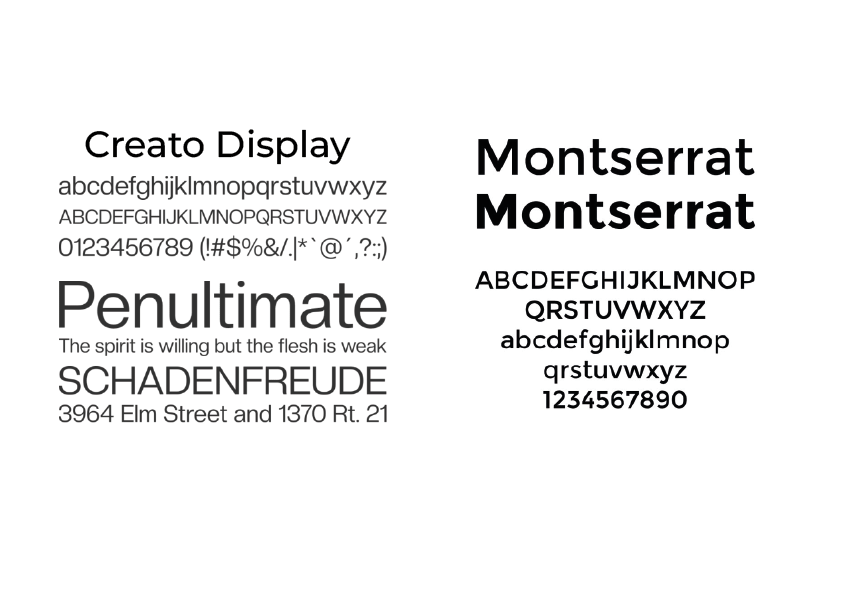 Creato Display
abcdefghijklmnopqrstuvwxyz
ABCDEFGHIJKLMNOPQRSTUVWXYZ
0123456789 (!#$%&/.|*`@´,?:;)
Penultimate
The spirit is willing but the flesh is weak
SCHADENFREUDE
3964 Elm Street and 1370 Rt. 21
Montserrat
Montserrat
ABCDEFGHIJKLMNOP
QRSTUVWXYZ
abcdefghijklmnop
qrstuvwxyz
1234567890